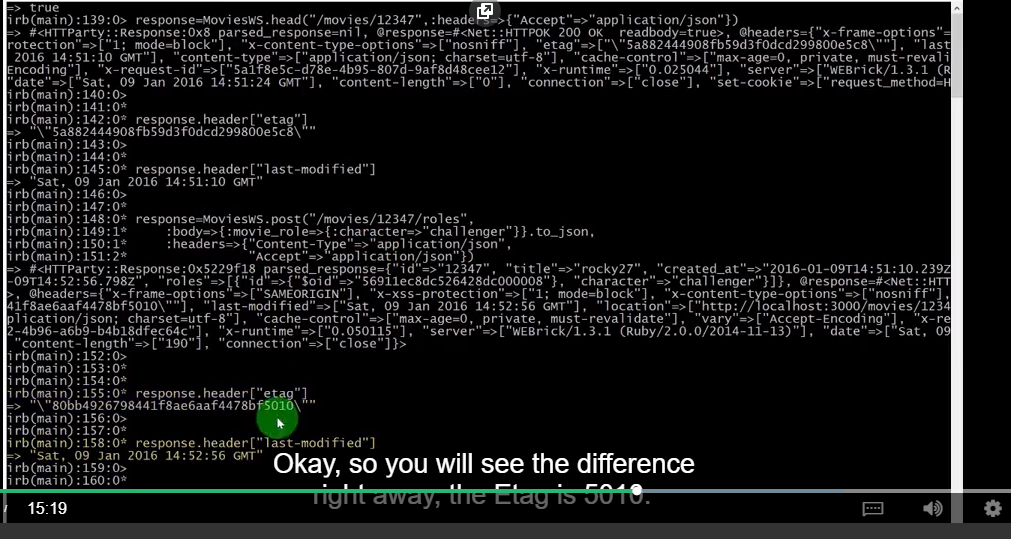 => true
irb(main):139:0> response=MoviesWS.head("/movies/12347",:headers=>{"Accept"=>"application/json"})
=> #<HTTParty::Response:0x8 parsed_response=nil, @response=#<Net::HTTPOK 200 OK  readbody=true>, @headers={"x-frame-options"=
rotection"=>["1; mode=block"], "x-content-type-options"=>["nosniff"], "etag"=>["\"5a882444908fb59d3f0dcd299800e5c8\""], "last
 2016 14:51:10 GMT"], "content-type"=>["application/json; charset=utf-8"], "cache-control"=>["max-age=0, private, must-revali
Encoding"], "x-request-id"=>["5a1f8e5c-d78e-4b95-807d-9af8d48cee12"], "x-runtime"=>["0.025044"], "server"=>["WEBrick/1.3.1 (R
"date"=>["Sat, 09 Jan 2016 14:51:24 GMT"], "content-length"=>["0"], "connection"=>["close"], "set-cookie"=>["request_method=H
irb(main):140:0>
irb(main):141:0*
irb(main):142:0* response.header["etag"]
=> "\"5a882444908fb59d3f0dcd299800e5c8\""
irb(main):143:0>
irb(main):144:0*
irb(main):145:0* response.header["last-modified"]
=> "Sat, 09 Jan 2016 14:51:10 GMT"
irb(main):146:0>
irb(main):147:0*
irb(main):148:0* response=MoviesWS.post("/movies/12347/roles",
irb(main):149:1*     :body=>{:movie_role=>{:character=>"challenger"}}.to_json,
irb(main):150:1*     :headers=>{"Content-Type"=>"application/json",
irb(main):151:2*                "Accept"=>"application/json"})
=> #<HTTParty::Response:0x5229f18 parsed_response={"id"=>"12347", "title"=>"rocky27", "created_at"=>"2016-01-09T14:51:10.239Z
-09T14:52:56.798Z", "roles"=>[{"id"=>{"$oid"=>"56911ec8dc526428dc000008"}, "character"=>"challenger"}]}, @response=#<Net::HTT
>, @headers={"x-frame-options"=>["SAMEORIGIN"], "x-xss-protection"=>["1; mode=block"], "x-content-type-options"=>["nosniff"],
41f8ae6aaf4478bf5010\""], "last-modified"=>["Sat, 09 Jan 2016 14:52:56 GMT"], "location"=>["http://localhost:3000/movies/1234
plication/json; charset=utf-8"], "cache-control"=>["max-age=0, private, must-revalidate"], "vary"=>["Accept-Encoding"], "x-re
2-4b96-a6b9-b4b18dfec64c"], "x-runtime"=>["0.050115"], "server"=>["WEBrick/1.3.1 (Ruby/2.0.0/2014-11-13)"], "date"=>["Sat, 09
 "content-length"=>["190"], "connection"=>["close"]}>
irb(main):152:0>
irb(main):153:0*
irb(main):154:0*
irb(main):155:0* response.header["etag"]
=> "\"80bb4926798441f8ae6aaf4478bf5010\""
irb(main):156:0>
irb(main):157:0*
irb(main):158:0* response.header["last-modified"]
=> "Sat, 09 Jan 2016 14:52:56 GMT"
irb(main):159:0>
irb(main):160:0*
Okay, so you will see the difference
right away, the Etag is 5010.
15:19